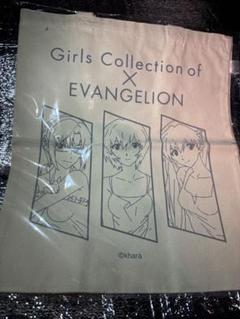 Girls Collection of
×
EVANGELION
©khara